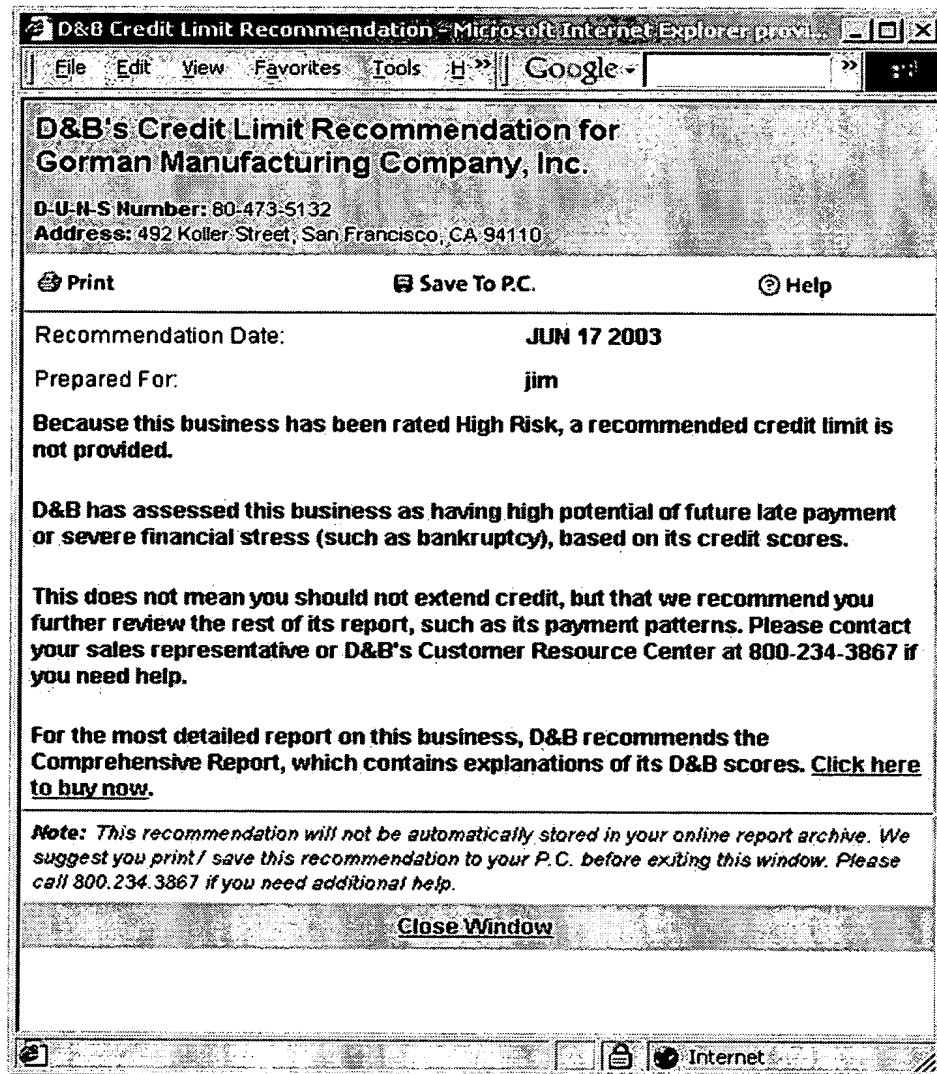 D&B Credit Limit Recommendation - Microsoft Internet Explorer provi...
File Edit View Favorites Tools H » Google ▾ »
D&B's Credit Limit Recommendation for
Gorman Manufacturing Company, Inc.
D-U-N-S Number: 80-473-5132
Address: 492 Koller Street, San Francisco, CA 94110
Print Save To P.C. Help
Recommendation Date: JUN 17 2003
Prepared For: jim
Because this business has been rated High Risk, a recommended credit limit is
not provided.
D&B has assessed this business as having high potential of future late payment
or severe financial stress (such as bankruptcy), based on its credit scores.
This does not mean you should not extend credit, but that we recommend you
further review the rest of its report, such as its payment patterns. Please contact
your sales representative or D&B's Customer Resource Center at 800-234-3867 if
you need help.
For the most detailed report on this business, D&B recommends the
Comprehensive Report, which contains explanations of its D&B scores. Click here
to buy now.
Note: This recommendation will not be automatically stored in your online report archive. We
suggest you print / save this recommendation to your P.C. before exiting this window. Please
call 800.234.3867 if you need additional help.
Close Window
Internet